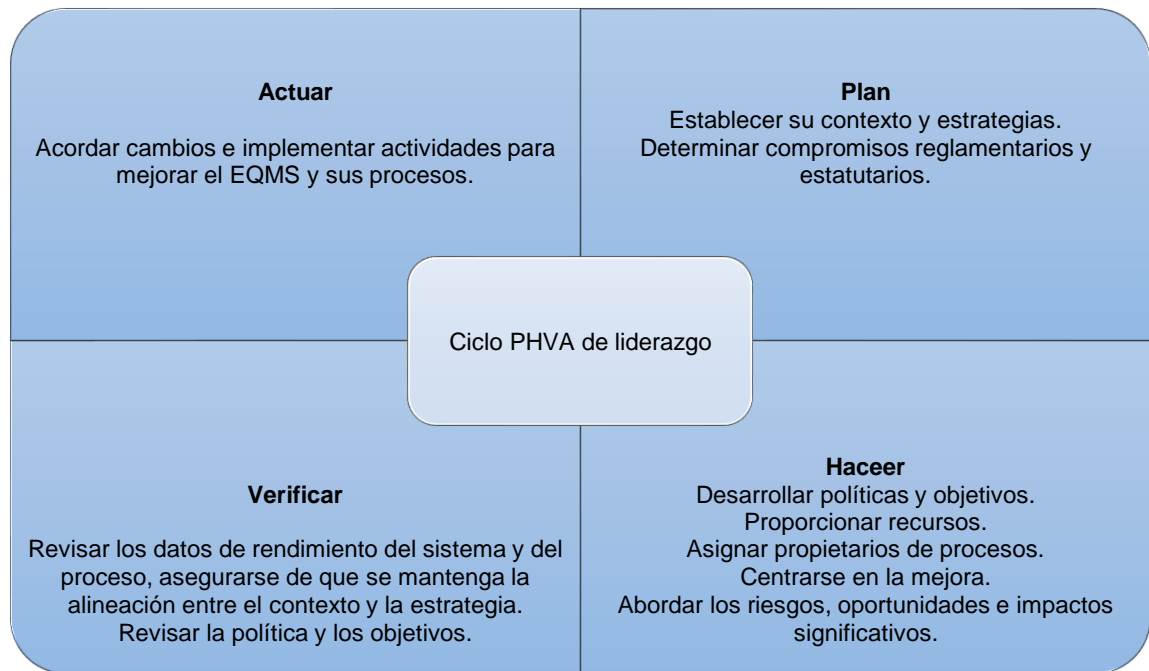 Actuar
Acordar cambios e implementar actividades para
mejorar el EQMS y sus procesos.
Plan
Establecer su contexto y estrategias.
Determinar compromisos reglamentarios y
estatutarios.
Ciclo PHVA de liderazgo
Verificar
Revisar los datos de rendimiento del sistema y del
proceso, asegurarse de que se mantenga la
alineación entre el contexto y la estrategia.
Revisar la política y los objetivos.
Haceer
Desarrollar políticas y objetivos.
Proporcionar recursos.
Asignar propietarios de procesos.
Centrarse en la mejora.
Abordar los riesgos, oportunidades e impactos
significativos.